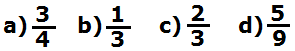 a) 3/4 b) 1/3 c) 2/3 d) 5/9